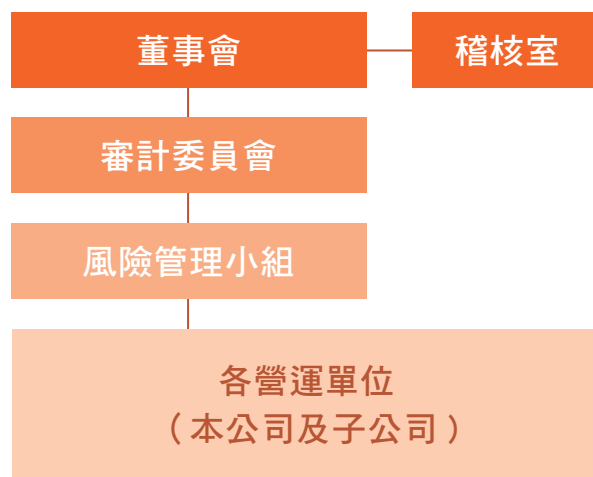 董事會
稽核室
審計委員會
風險管理小組
各營運單位
（本公司及子公司）